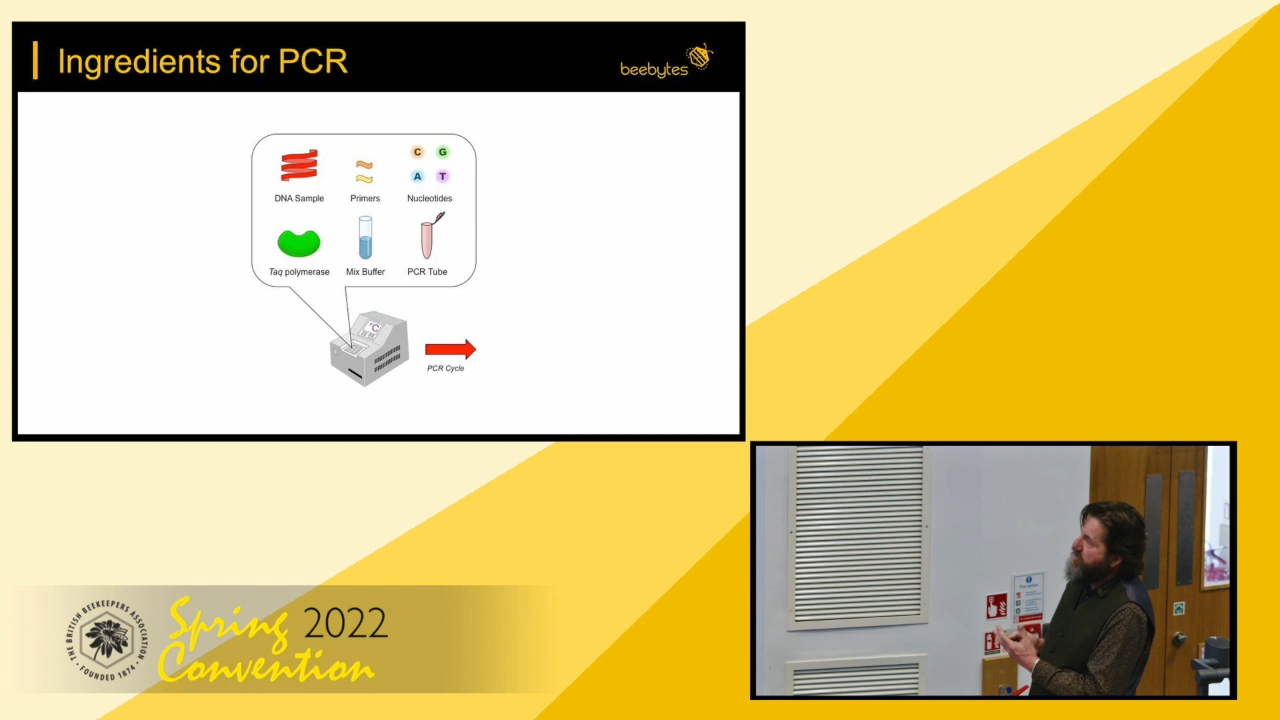 Ingredients for PCR
beebytes
C G
A T
DNA Sample Primers Nucleotides
Taq polymerase Mix Buffer PCR Tube
°C
PCR Cycle
THE BRITISH BEEKEEPERS ASSOCIATION
• FOUNDED 1874 •
Spring 2022
Convention